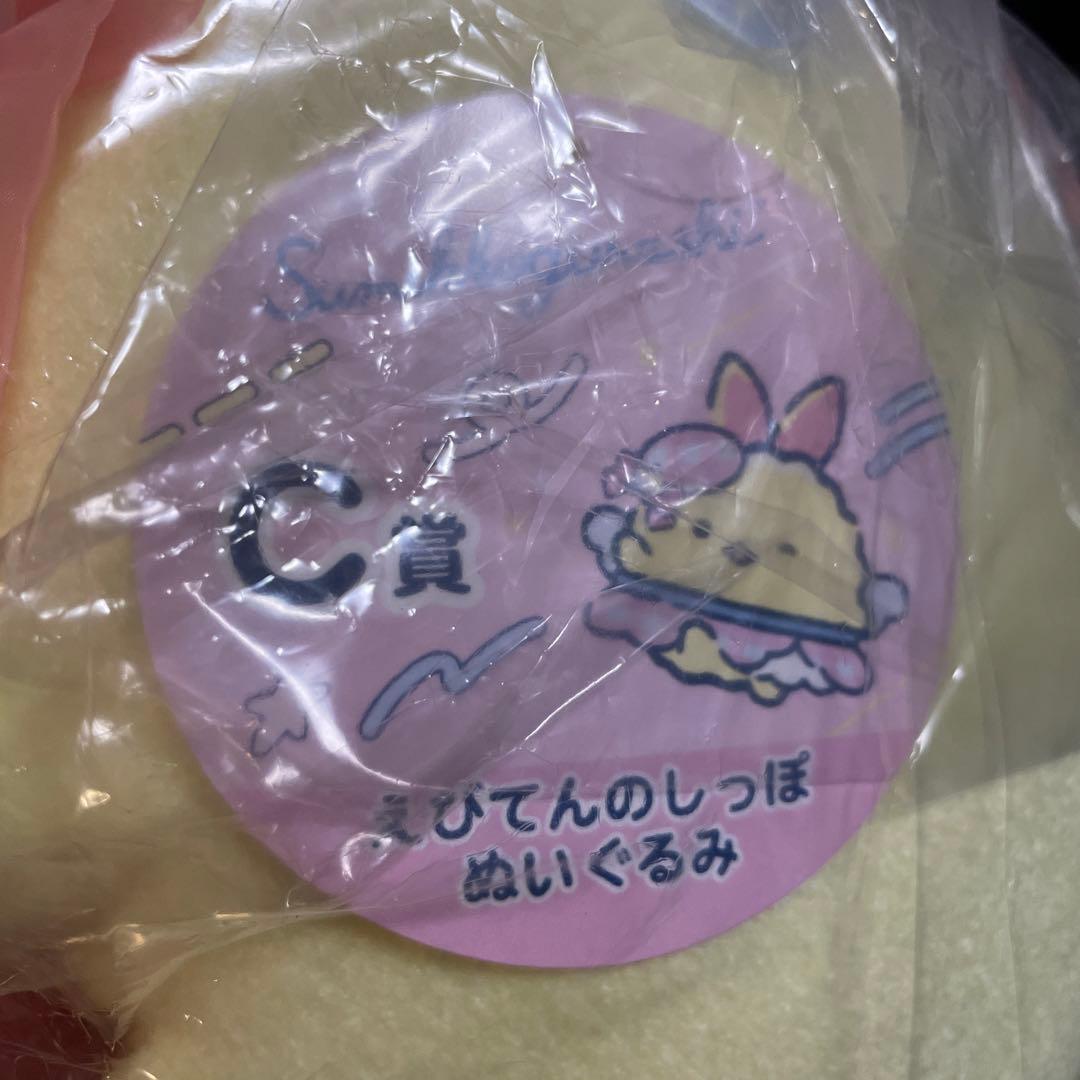 Sumikkogurashi
C賞
えびてんのしっぽ
ぬいぐるみ